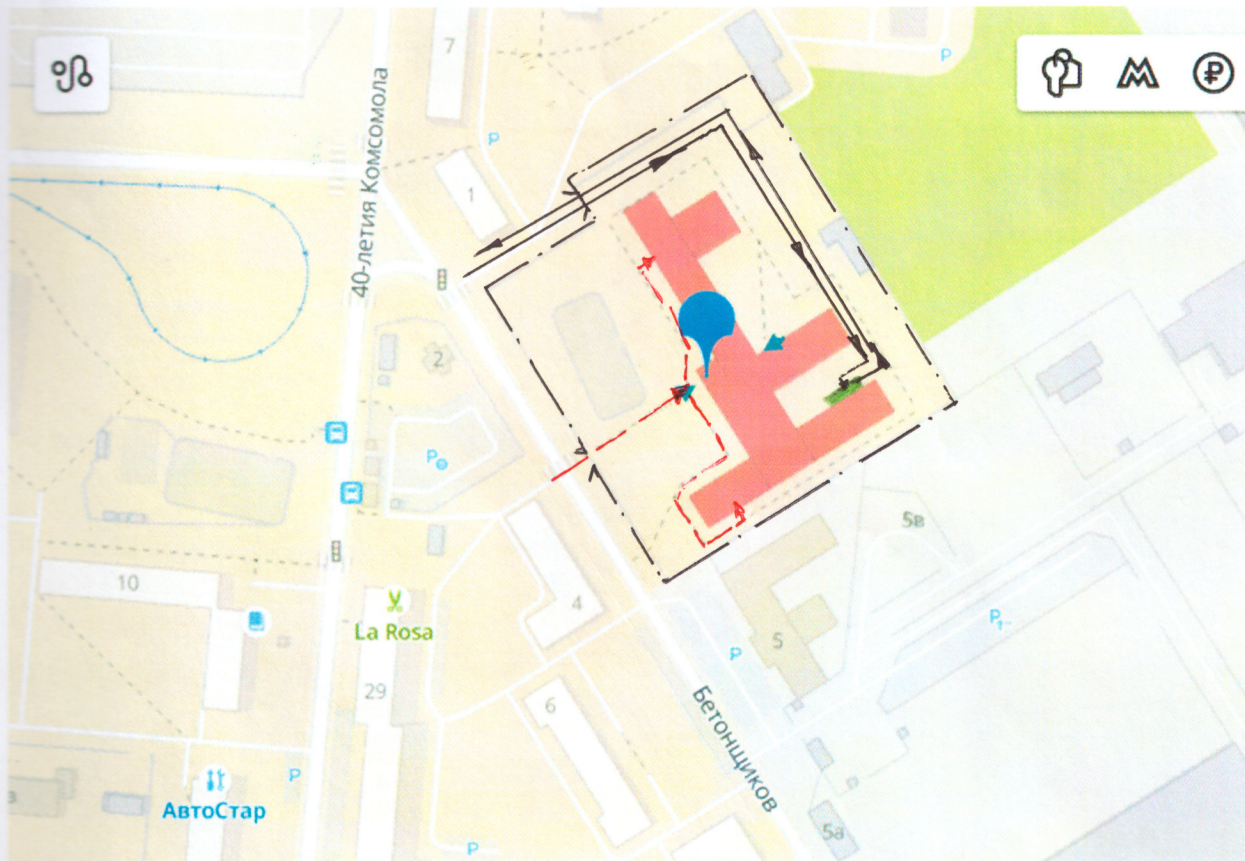 7
P
М
₽
40-летия Комсомола
P
1
2
P
5в
10
4
La Rosa
P
5
P
29
6
Бетонщиков
P
АвтоСтар
5а
P